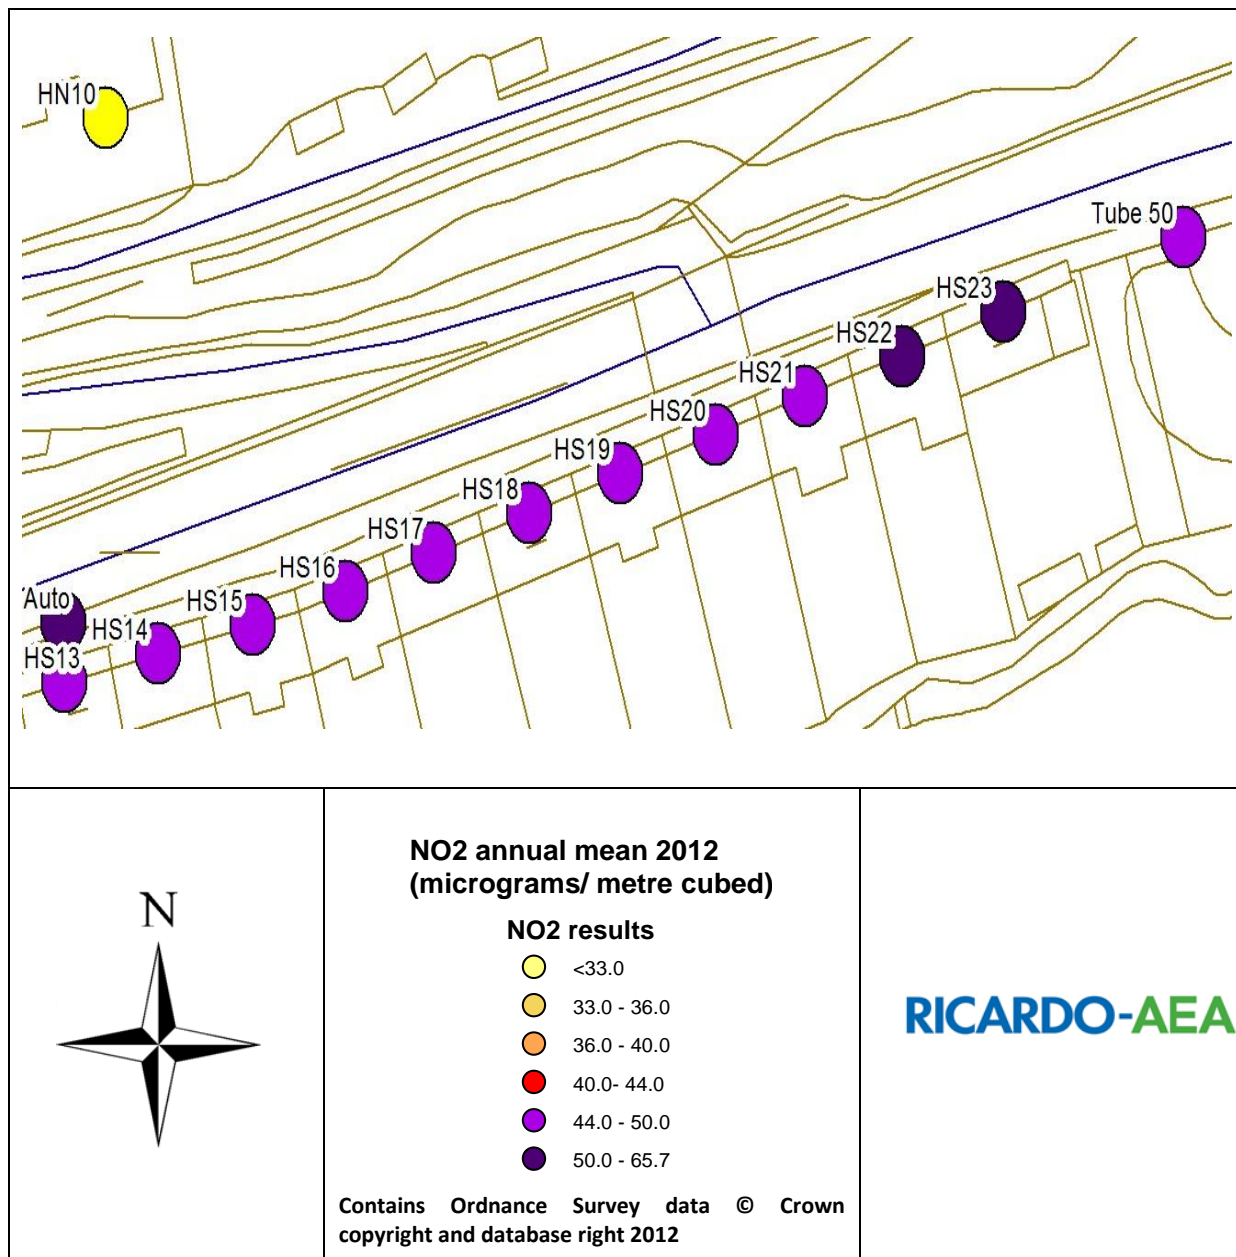 HN10
Tube 50
HS23
HS22
HS21
HS20
HS19
HS18
HS17
HS16
HS15
Auto
HS14
HS13
N
NO2 annual mean 2012
(micrograms/ metre cubed)
NO2 results
<33.0
33.0 - 36.0
36.0 - 40.0
40.0- 44.0
44.0 - 50.0
50.0 - 65.7
Contains Ordnance Survey data © Crown
copyright and database right 2012
RICARDO-AEA